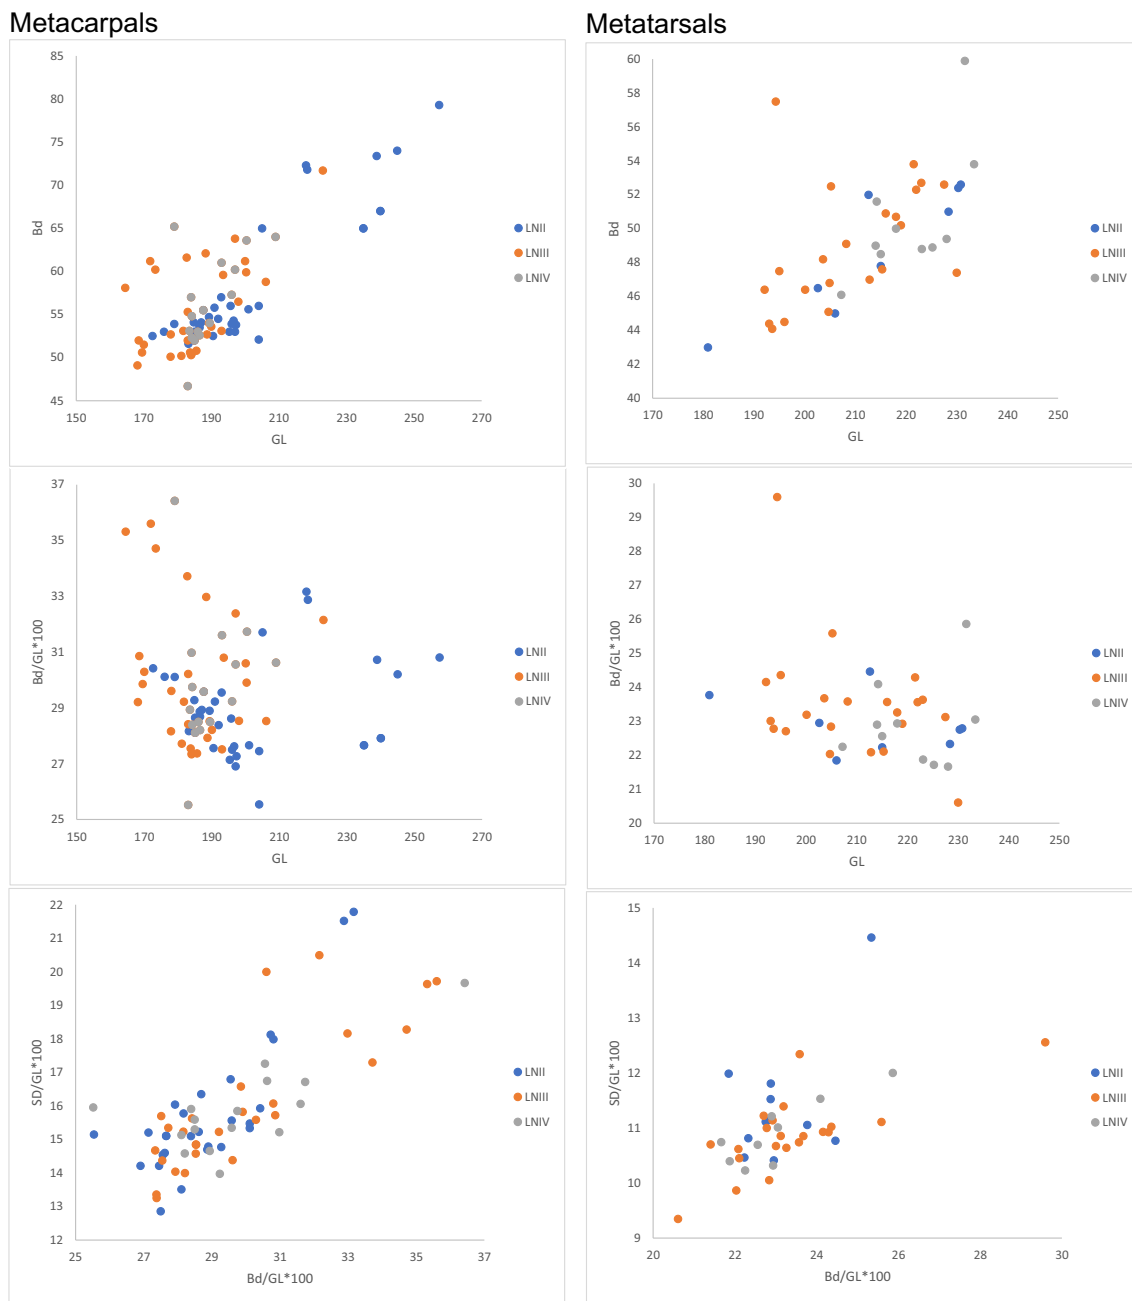 Metacarpals
Metatarsals
85
80
75
70
65
60
55
50
45
Bd
150 170 190 210 230 250 270
GL
LNII
LNIII
LNIV
60
58
56
54
52
50
48
46
44
42
40
Bd
170 180 190 200 210 220 230 240 250
GL
LNII
LNIII
LNIV
37
35
33
31
29
27
25
Bd/GL*100
150 170 190 210 230 250 270
GL
LNII
LNIII
LNIV
30
29
28
27
26
25
24
23
22
21
20
Bd/GL*100
170 180 190 200 210 220 230 240 250
GL
LNII
LNIII
LNIV
22
21
20
19
18
17
16
15
14
13
12
SD/GL*100
25 27 29 31 33 35 37
Bd/GL*100
LNII
LNIII
LNIV
15
14
13
12
11
10
9
SD/GL*100
20 22 24 26 28 30
Bd/GL*100
LNII
LNIII
LNIV